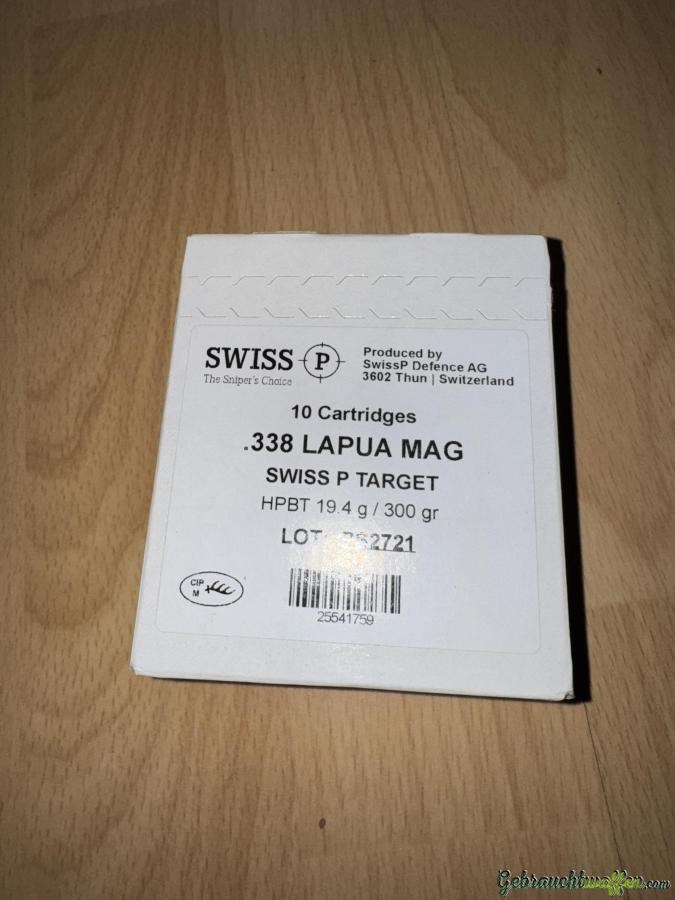 SWISS P
The Sniper's Choice
Produced by
SwissP Defence AG
3602 Thun | Switzerland
10 Cartridges
.338 LAPUA MAG
SWISS P TARGET
HPBT 19.4 g / 300 gr
LOT
CIP
M
25541759
Gebrauchtwaffen.com